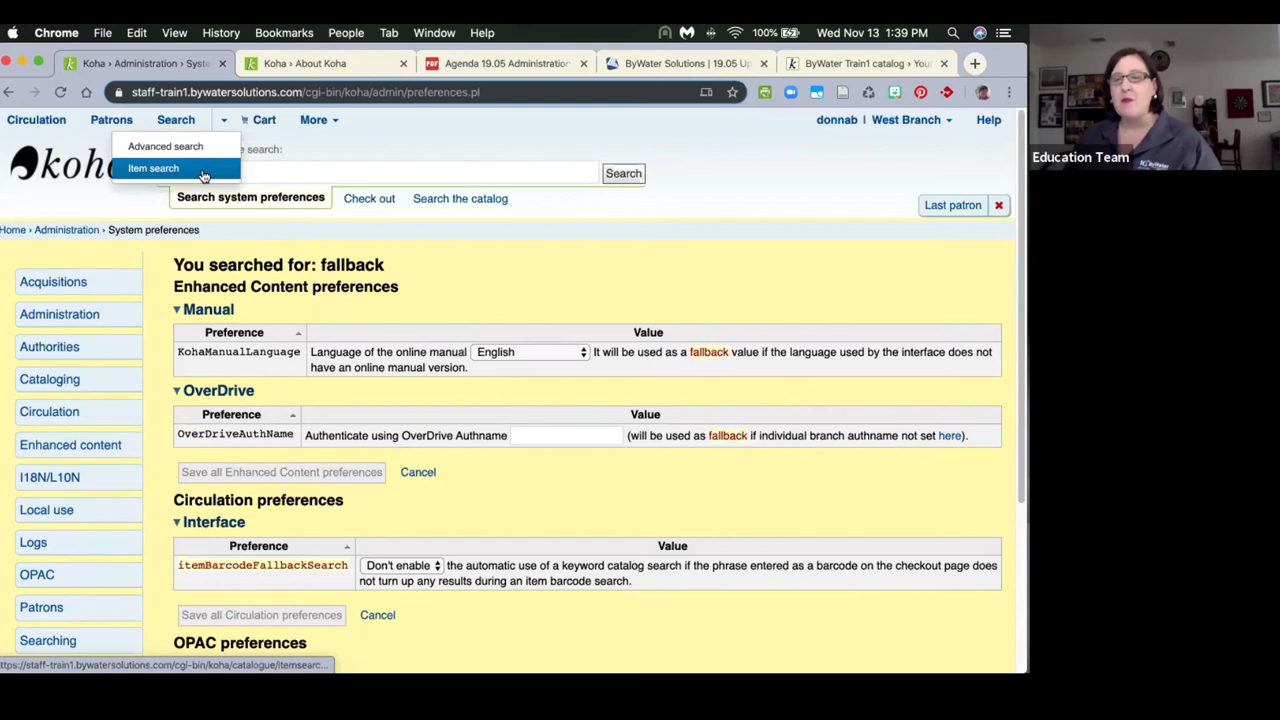 Chrome File Edit View History Bookmarks People Tab Window Help 100% Wed Nov 13 1:39 PM
Koha › Administration › Syste × Koha › About Koha × Agenda 19.05 Administration × ByWater Solutions | 19.05 Up × ByWater Train1 catalog › You × +
staff-train1.bywatersolutions.com/cgi-bin/koha/admin/preferences.pl
Circulation Patrons Search Cart More donnab | West Branch Help
Advanced search
Item search
e search:
koha
Search
Search system preferences Check out Search the catalog
Last patron ×
Home › Administration › System preferences
You searched for: fallback
Enhanced Content preferences
Manual
Preference Value
KohaManualLanguage Language of the online manual English It will be used as a fallback value if the language used by the interface does not
have an online manual version.
OverDrive
Preference Value
OverDriveAuthName Authenticate using OverDrive Authname (will be used as fallback if individual branch authname not set here).
Save all Enhanced Content preferences Cancel
Circulation preferences
Interface
Preference Value
itemBarcodeFallbackSearch Don't enable the automatic use of a keyword catalog search if the phrase entered as a barcode on the checkout page does
not turn up any results during an item barcode search.
Save all Circulation preferences Cancel
OPAC preferences
Acquisitions
Administration
Authorities
Cataloging
Circulation
Enhanced content
I18N/L10N
Local use
Logs
OPAC
Patrons
Searching
https://staff-train1.bywatersolutions.com/cgi-bin/koha/catalogue/itemsearc...
Education Team